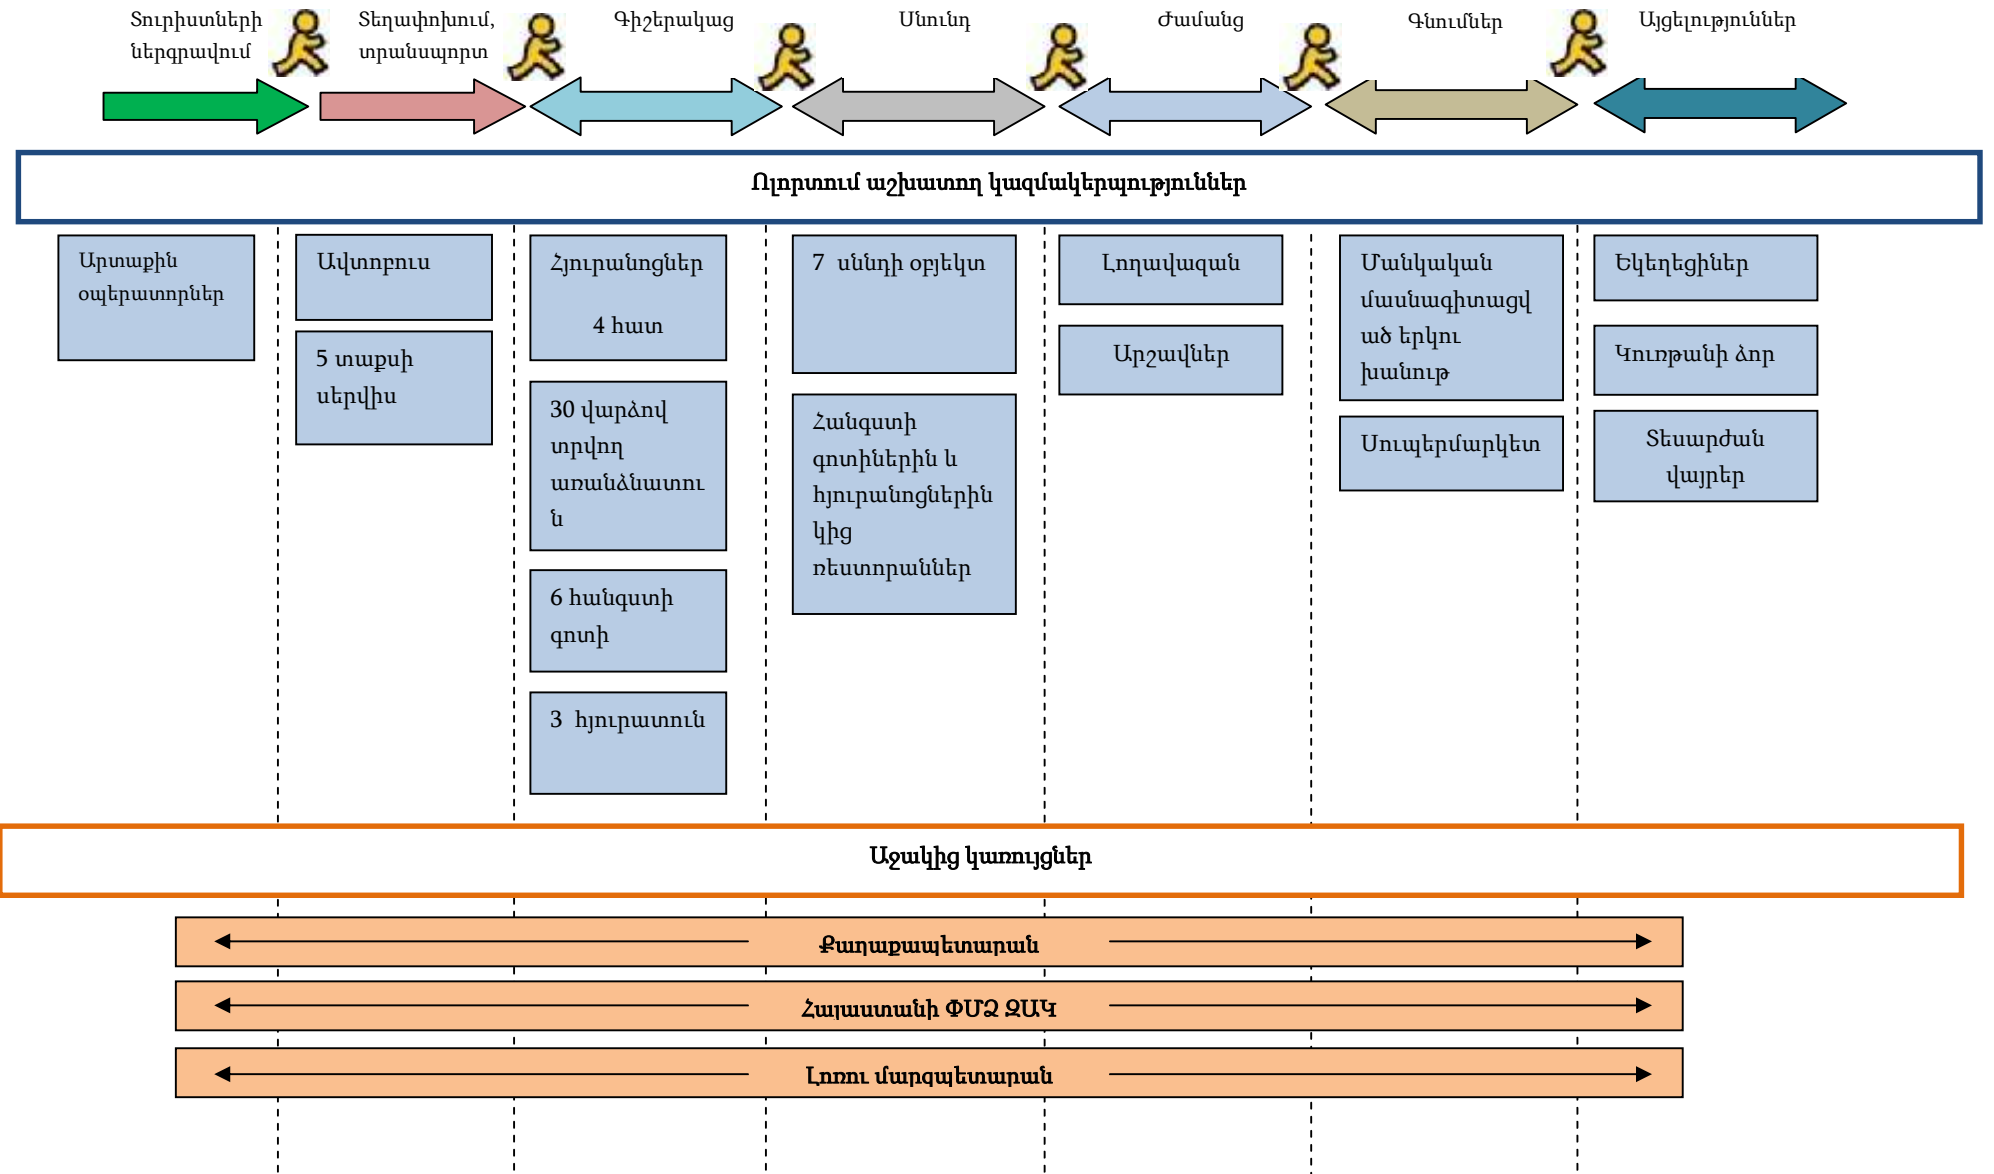 Տուրիստների
ներգրավում
Տեղափոխում,
տրանսպորտ
Գիշերակաց
Սնունդ
Ժամանց
Գնումներ
Այցելություններ
Ոլորտում աշխատող կազմակերպություններ
Արտաքին
օպերատորներ
Ավտոբուս
5 տաքսի
սերվիս
Հյուրանոցներ
4 հատ
30 վարձով
տրվող
առանձնատու
ն
6 հանգստի
գոտի
3 հյուրատուն
7 սննդի օբյեկտ
Հանգստի
գոտիներին և
հյուրանոցներին
կից
ռեստորաններ
Լողավազան
Արշավներ
Մանկական
մասնագիտացվ
ած երկու
խանութ
Սուպերմարկետ
Եկեղեցիներ
Կուռթանի ձոր
Տեսարժան
վայրեր
Աջակից կառույցներ
Քաղաքապետարան
Հայաստանի ՓՄՁ ԶԱԿ
Լոռու մարզպետարան